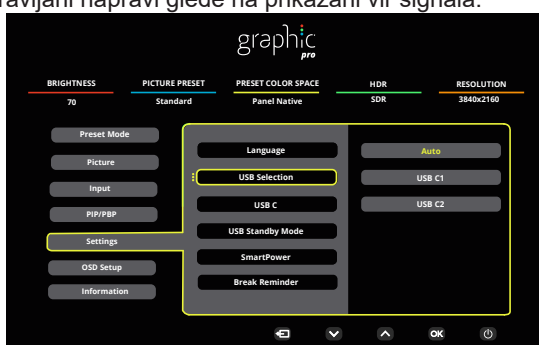 napravi glede na prikazani vir signala.
graphic
pro
BRIGHTNESS PICTURE PRESET PRESET COLOR SPACE HDR RESOLUTION
70 Standard Panel Native SDR 3840x2160
Preset Mode
Picture
Input
PIP/PBP
Settings
OSD Setup
Information
Language
USB Selection
USB C
USB Standby Mode
SmartPower
Break Reminder
Auto
USB C1
USB C2
OK